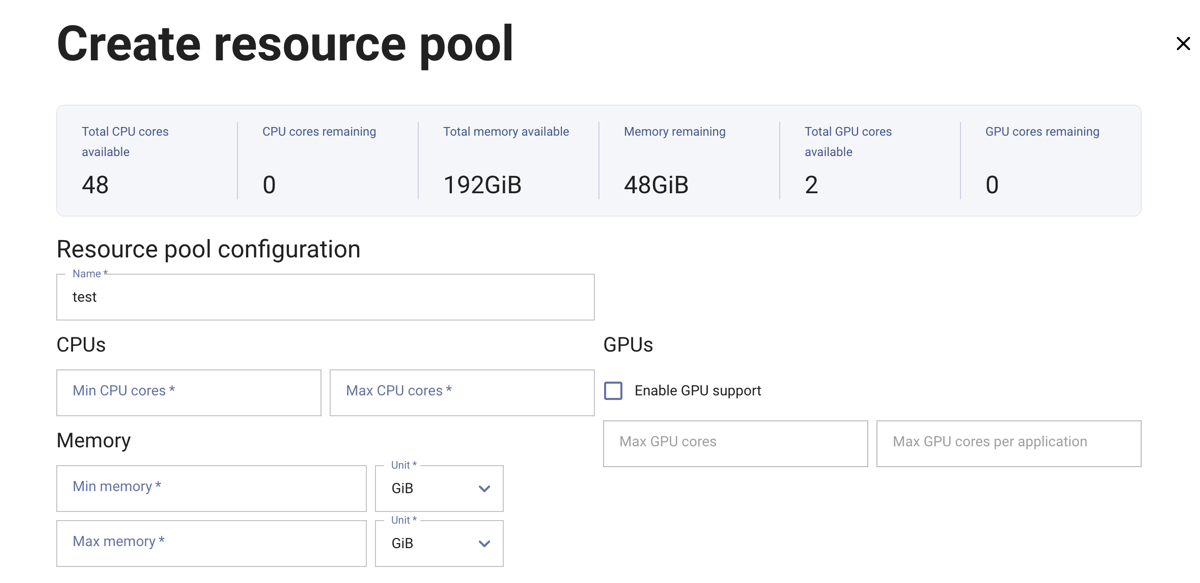 Create resource pool
Total CPU cores available
48
CPU cores remaining
0
Total memory available
192GiB
Memory remaining
48GiB
Total GPU cores available
2
GPU cores remaining
0
Resource pool configuration
Name *
test
CPUs
Min CPU cores *
Max CPU cores *
Memory
Min memory *
Unit *
GiB
Max memory *
Unit *
GiB
GPUs
Enable GPU support
Max GPU cores
Max GPU cores per application